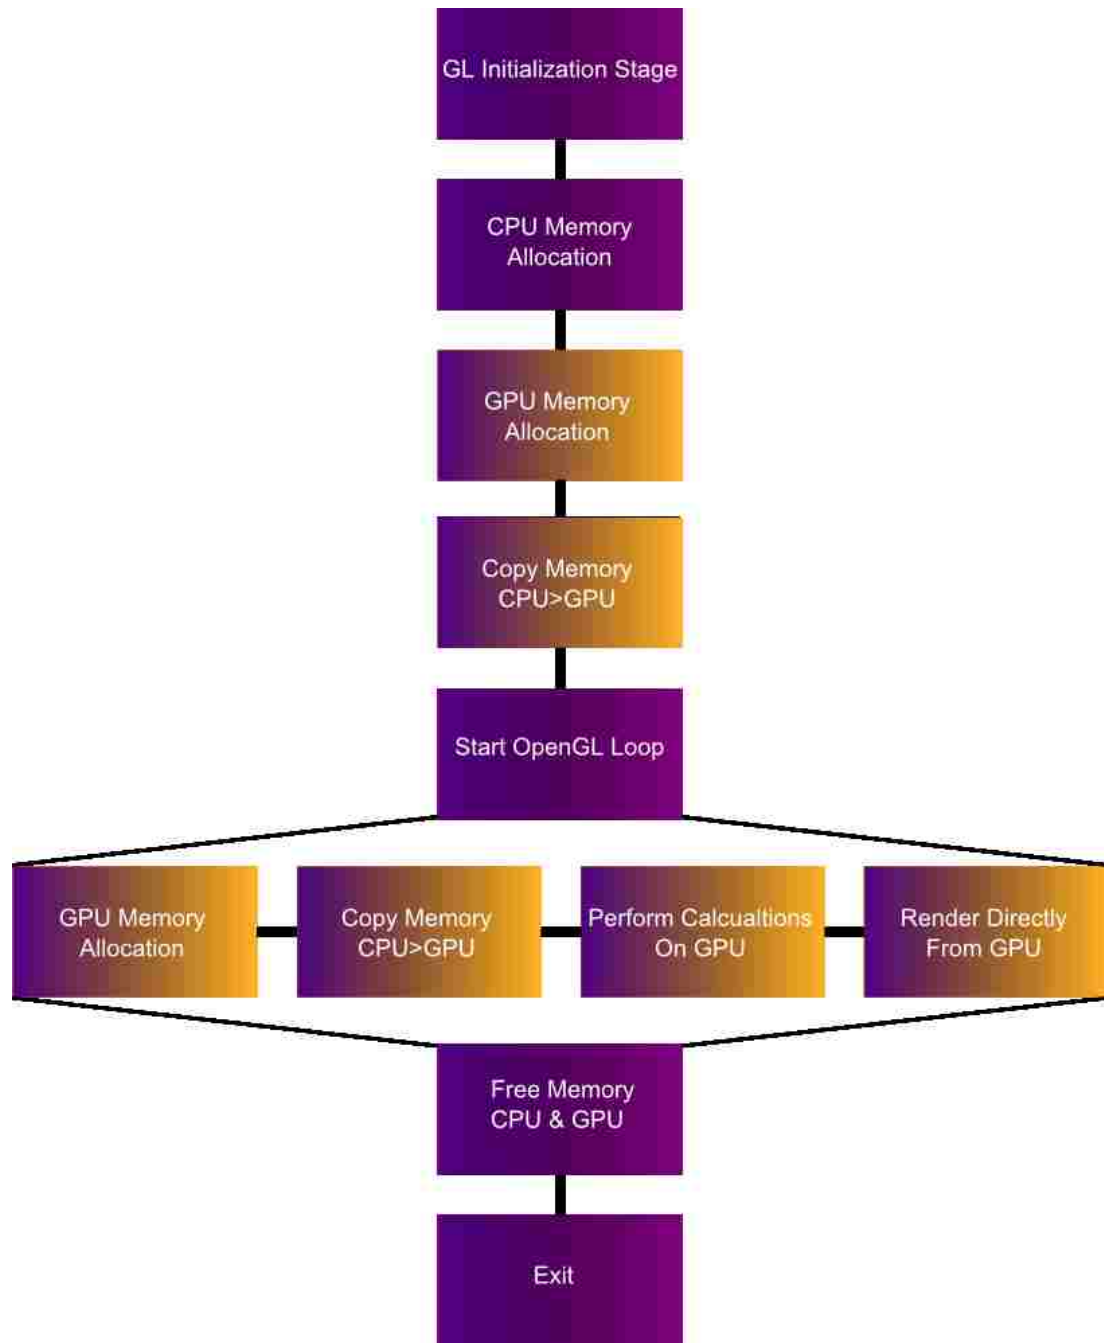 GL Initialization Stage
CPU Memory
Allocation
GPU Memory
Allocation
Copy Memory
CPU>GPU
Start OpenGL Loop
GPU Memory
Allocation
Copy Memory
CPU>GPU
Perform Calcualtions
On GPU
Render Directly
From GPU
Free Memory
CPU & GPU
Exit